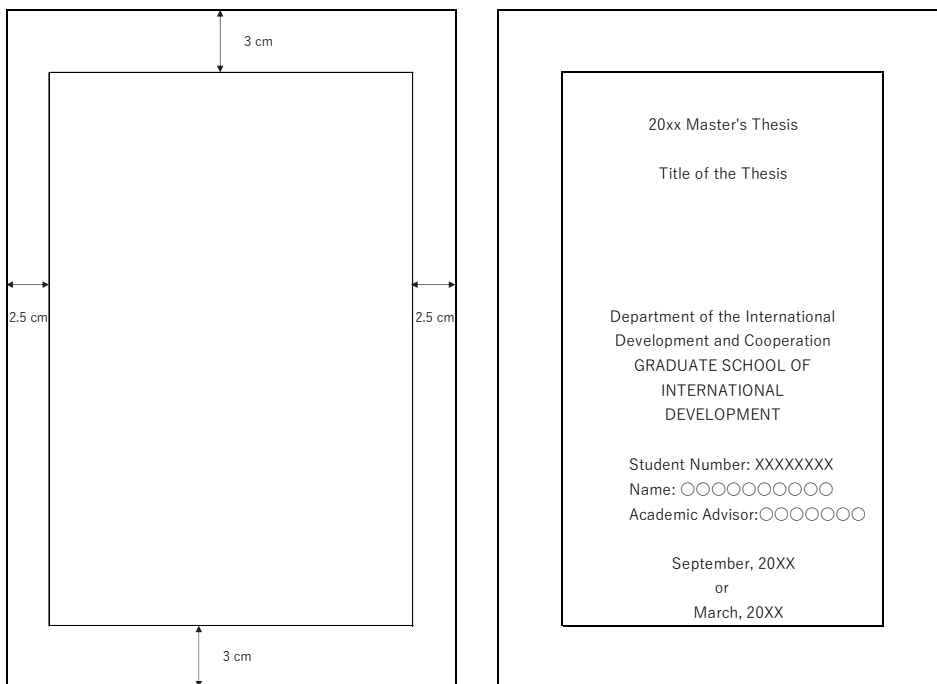 3 cm
2.5 cm
2.5 cm
3 cm
20xx Master's Thesis
Title of the Thesis
Department of the International
Development and Cooperation
GRADUATE SCHOOL OF
INTERNATIONAL
DEVELOPMENT
Student Number: XXXXXXXX
Name: ○○○○○○○○○○
Academic Advisor:○○○○○○○
September, 20XX
or
March, 20XX